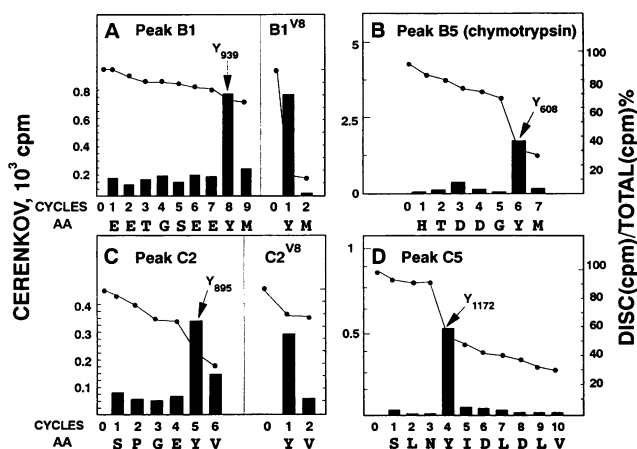 A Peak B1
B1 V8
Y939
0.8
0.6
0.4
0.2
CYCLES 0 1 2 3 4 5 6 7 8 9 0 1 2
AA E E T G S E E Y M Y M
B Peak B5 (chymotrypsin)
Y608
5
2.5
0
100
80
60
40
20
0 1 2 3 4 5 6 7
H T D D G Y M
C Peak C2
C2 V8
Y895
0.4
0.3
0.2
0.1
CYCLES 0 1 2 3 4 5 6 0 1 2
AA S P G E Y V Y V
D Peak C5
Y1172
1
0.5
100
80
60
40
20
0 1 2 3 4 5 6 7 8 9 10
S L N Y I D L D L V
CERENKOV, 10³ cpm
DISC(cpm)/TOTAL(cpm)%